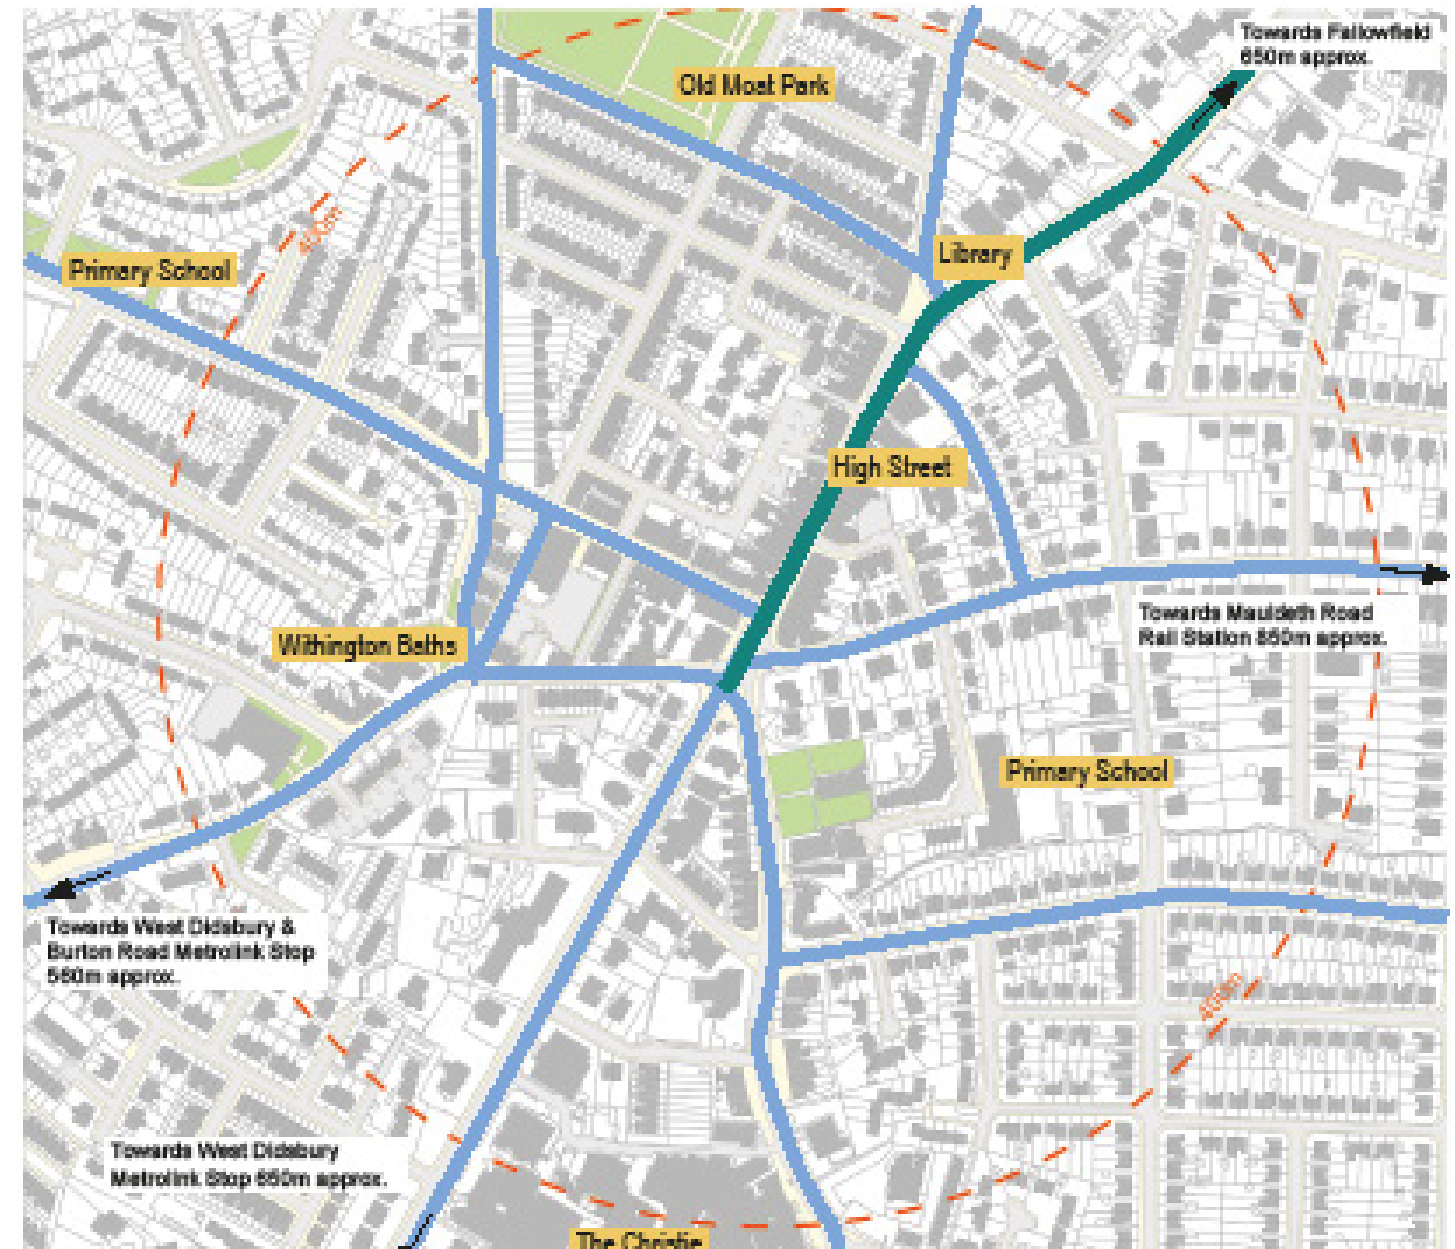 Towards Fallowfield
650m approx.
Old Moat Park
400m
Library
Primary School
High Street
Towards Mauldeth Road
Rail Station 850m approx.
Withington Baths
Primary School
Towards West Didsbury &
Burton Road Metrolink Stop
560m approx.
400m
Towards West Didsbury
Metrolink Stop 650m approx.
The Christie